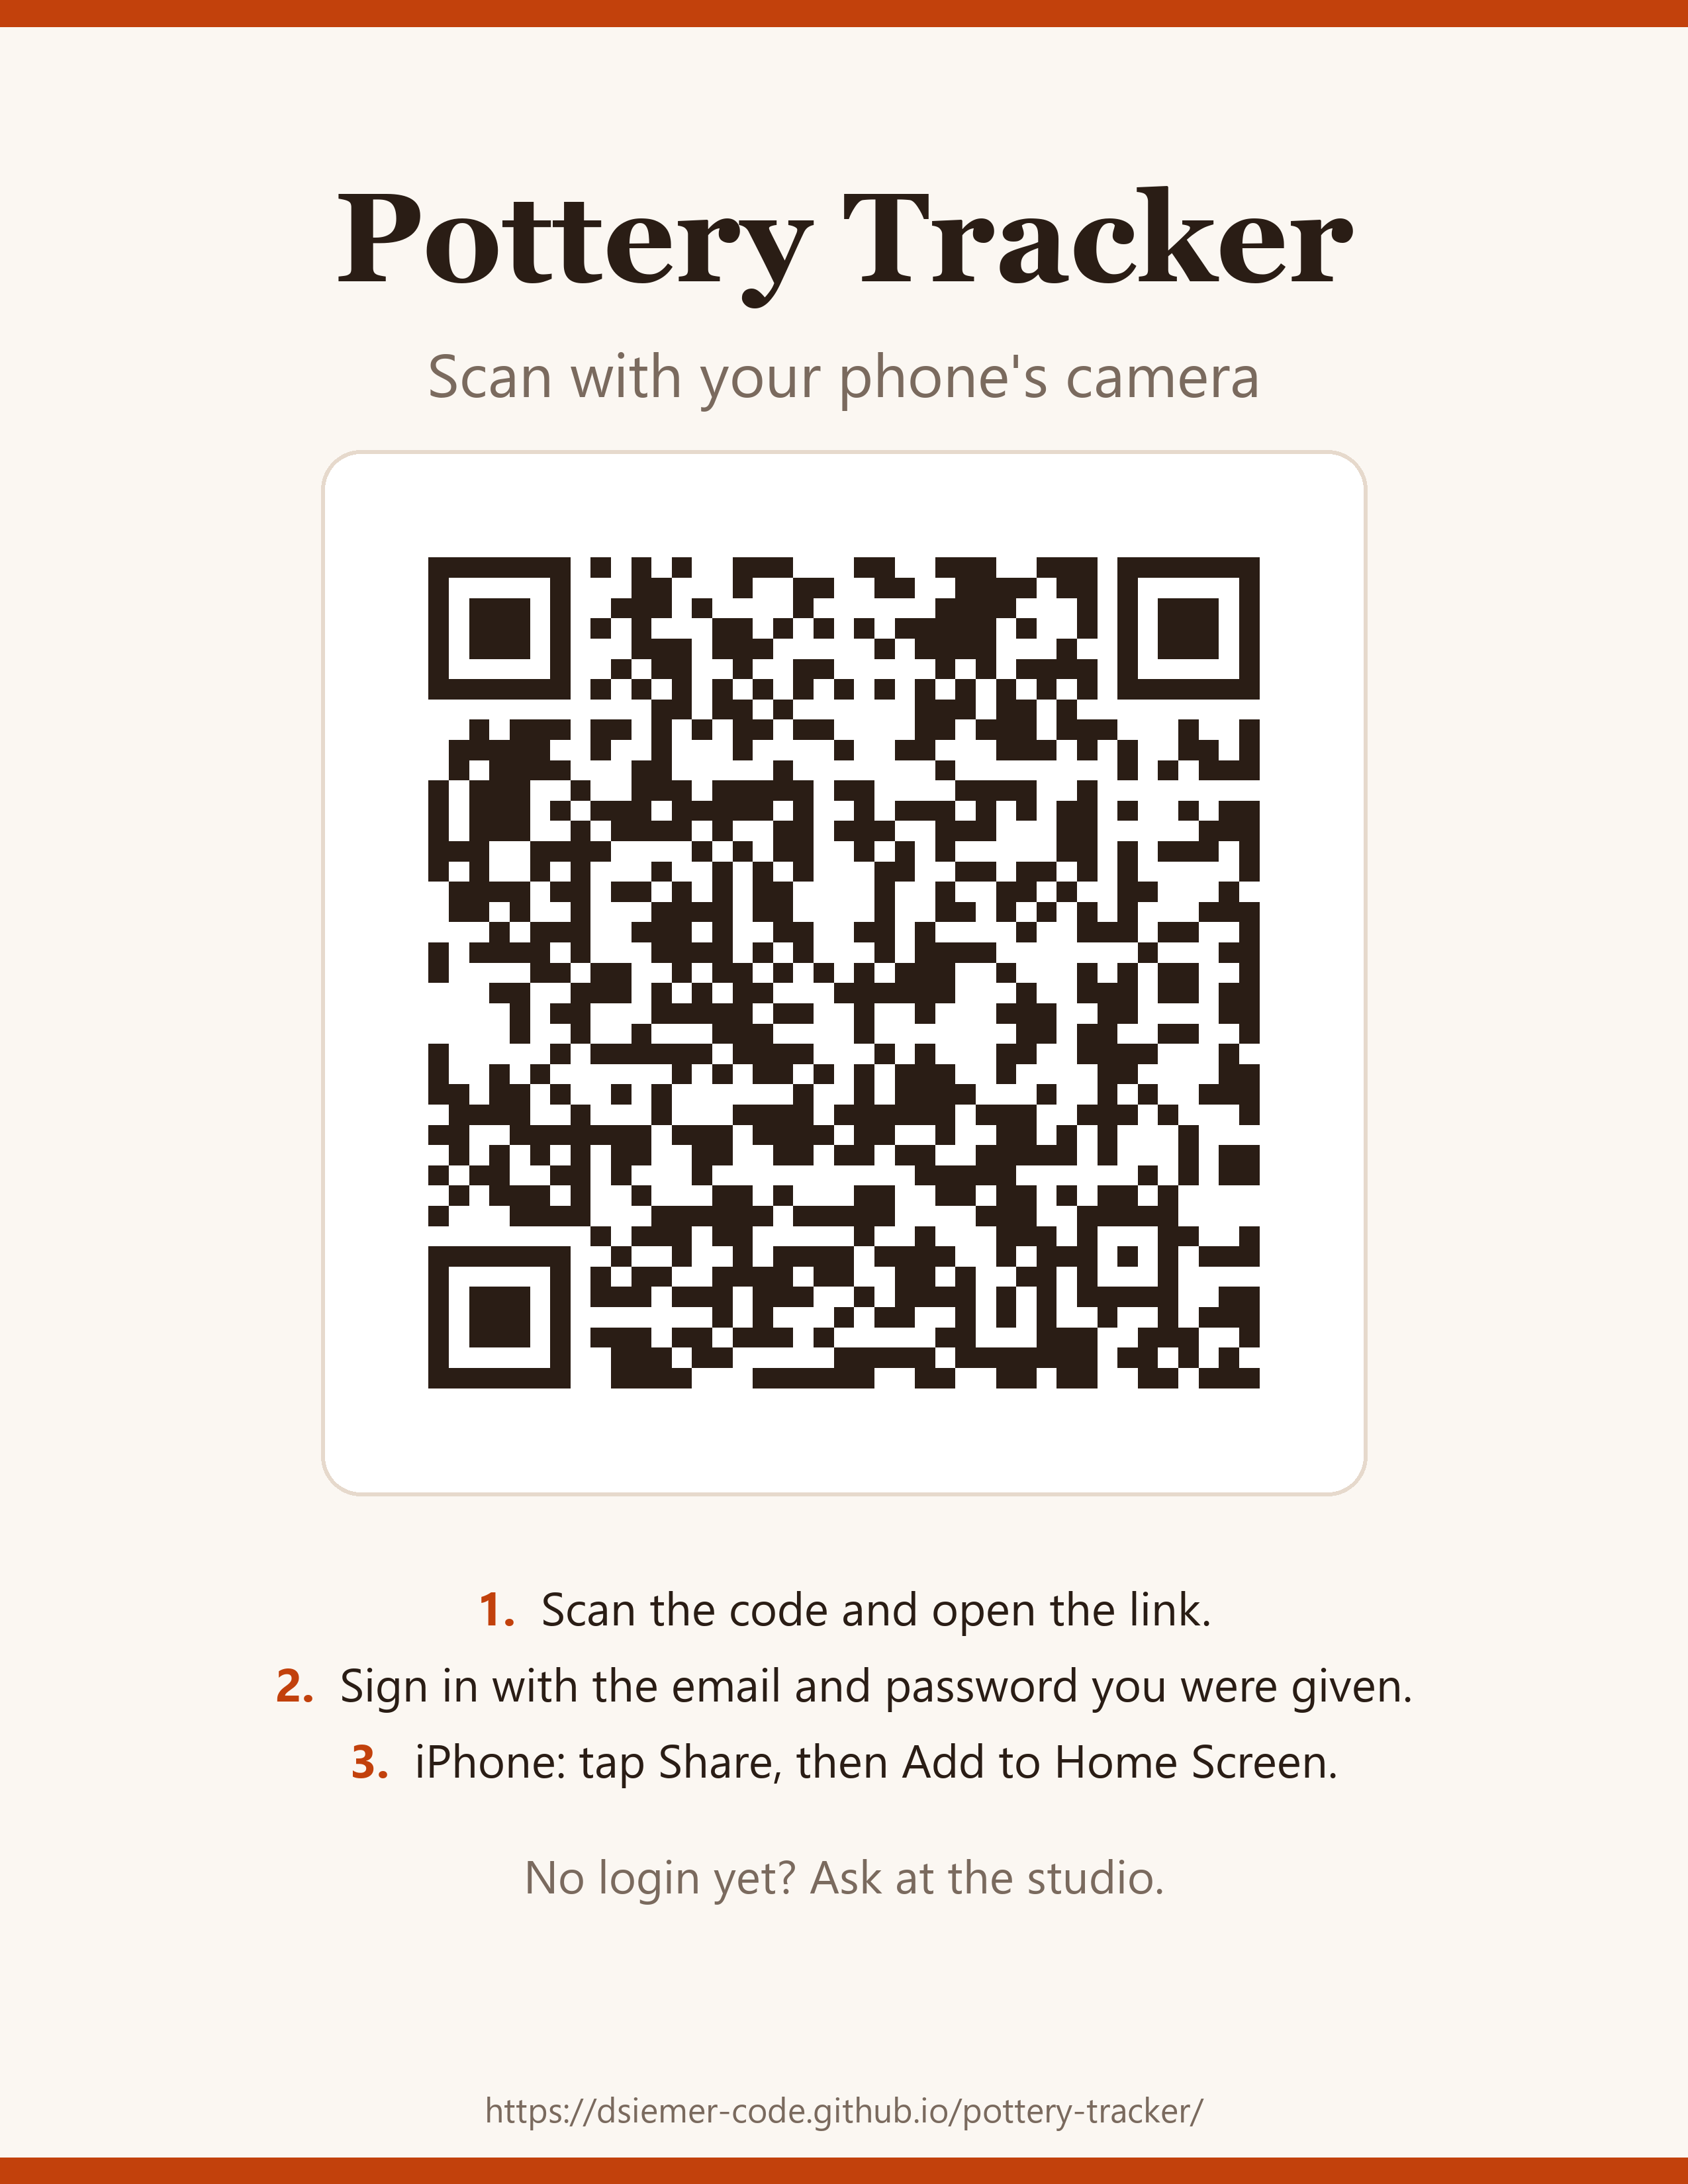 Pottery Tracker
Scan with your phone's camera
1. Scan the code and open the link.
2. Sign in with the email and password you were given.
3. iPhone: tap Share, then Add to Home Screen.
No login yet? Ask at the studio.
https://dsiemer-code.github.io/pottery-tracker/